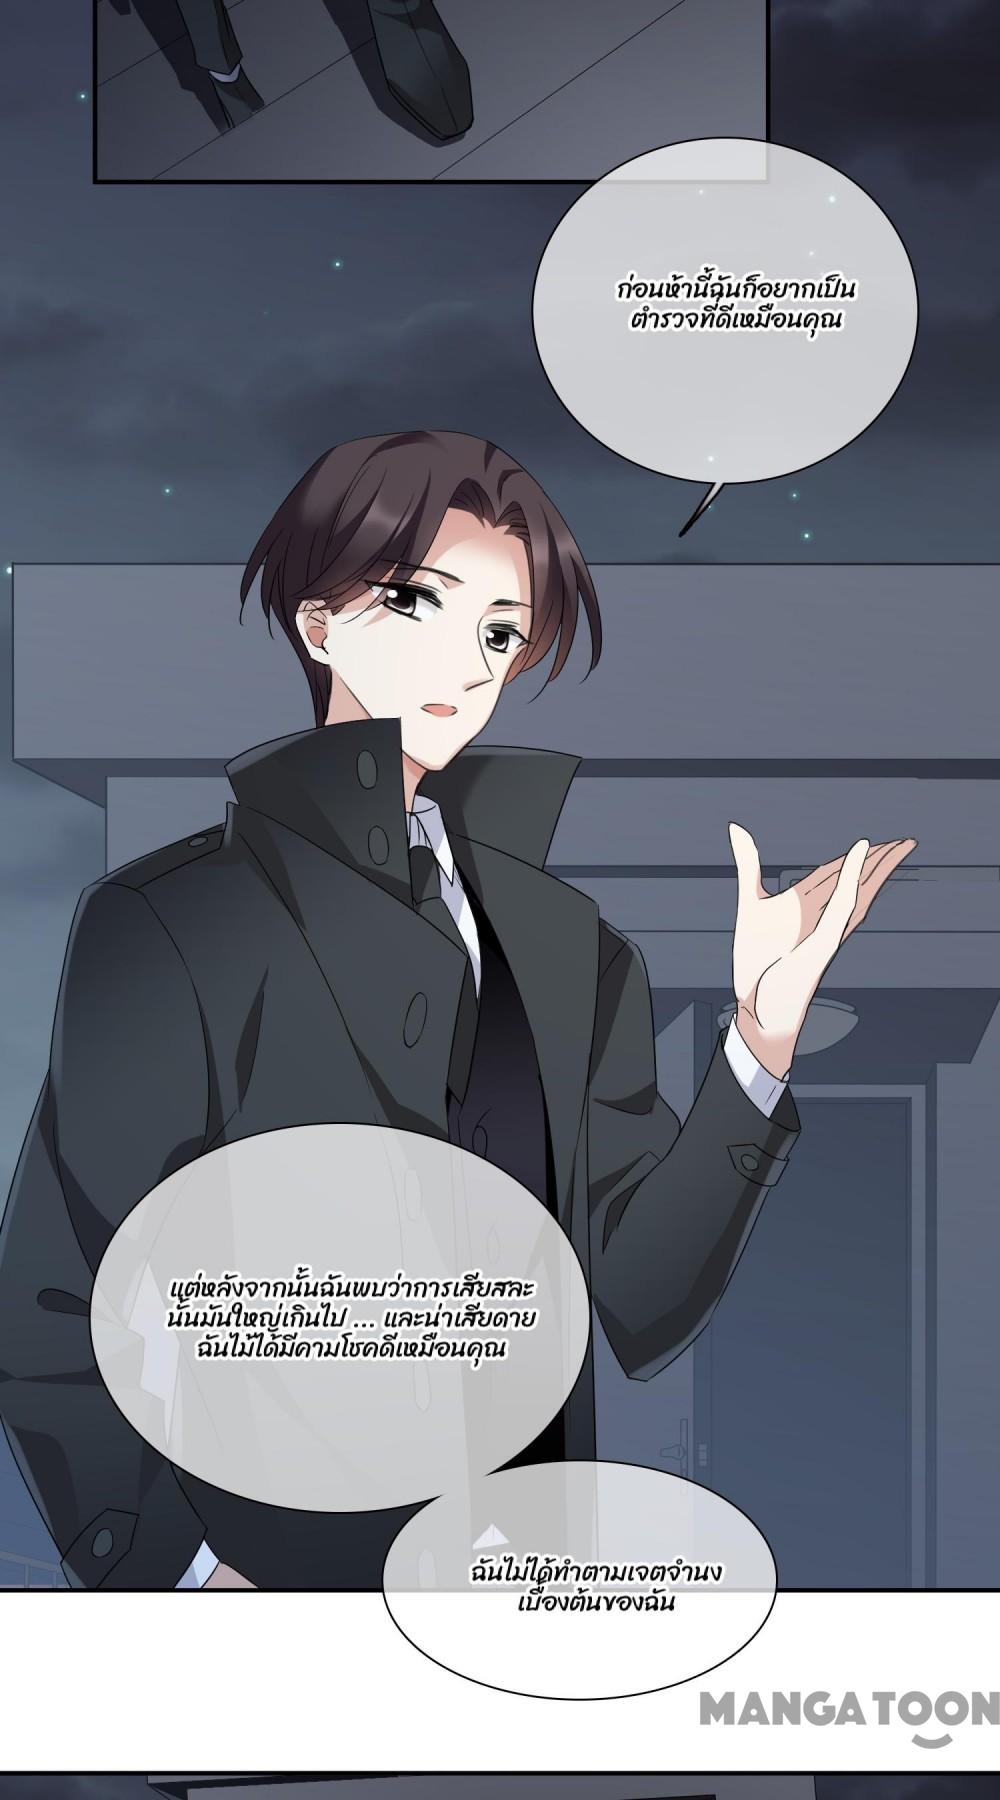 ก่อนห้านี้ฉันก็อยากเป็น
ตำรวจที่ดีเหมือนคุณ
แต่หลังจากนั้นฉันพบว่าการเสียสละ
นั้นมันใหญ่เกินไป ... และน่าเสียดาย
ฉันไม่ได้มีคามโชคดีเหมือนคุณ
ฉันไม่ได้ทำตามเจตจำนง
เบื้องต้นของฉัน
MANGATOON